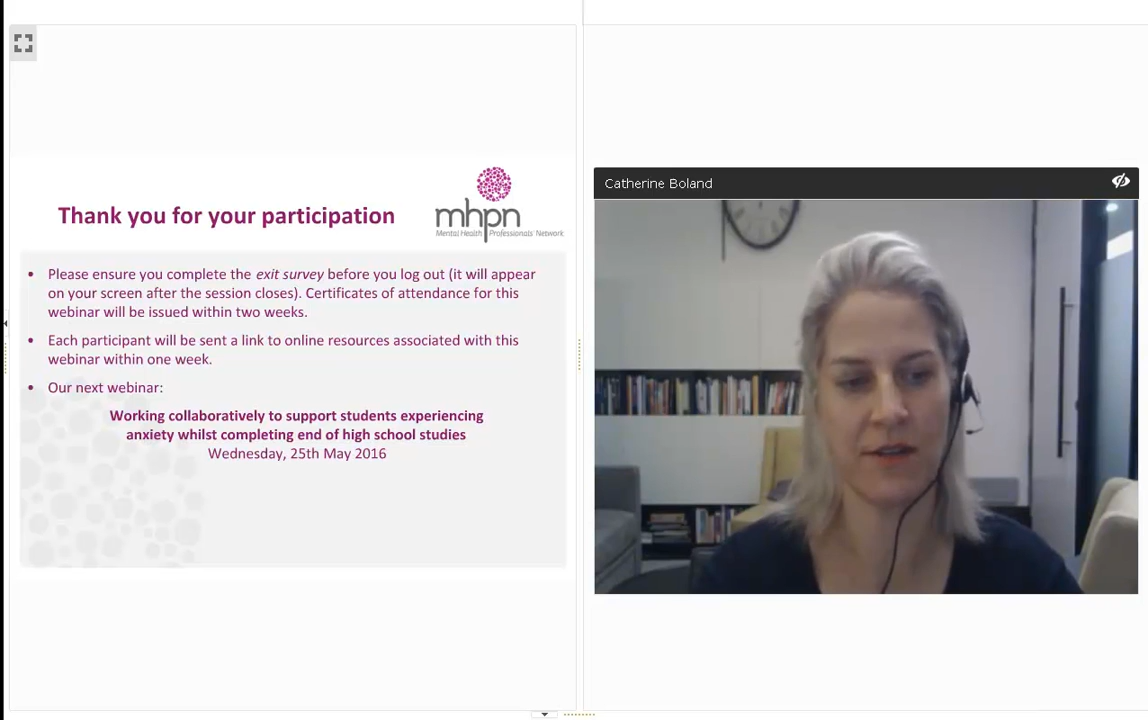 Thank you for your participation
mhpn
Mental Health Professionals' Network
• Please ensure you complete the exit survey before you log out (it will appear
on your screen after the session closes). Certificates of attendance for this
webinar will be issued within two weeks.
• Each participant will be sent a link to online resources associated with this
webinar within one week.
• Our next webinar:
Working collaboratively to support students experiencing
anxiety whilst completing end of high school studies
Wednesday, 25th May 2016
Catherine Boland